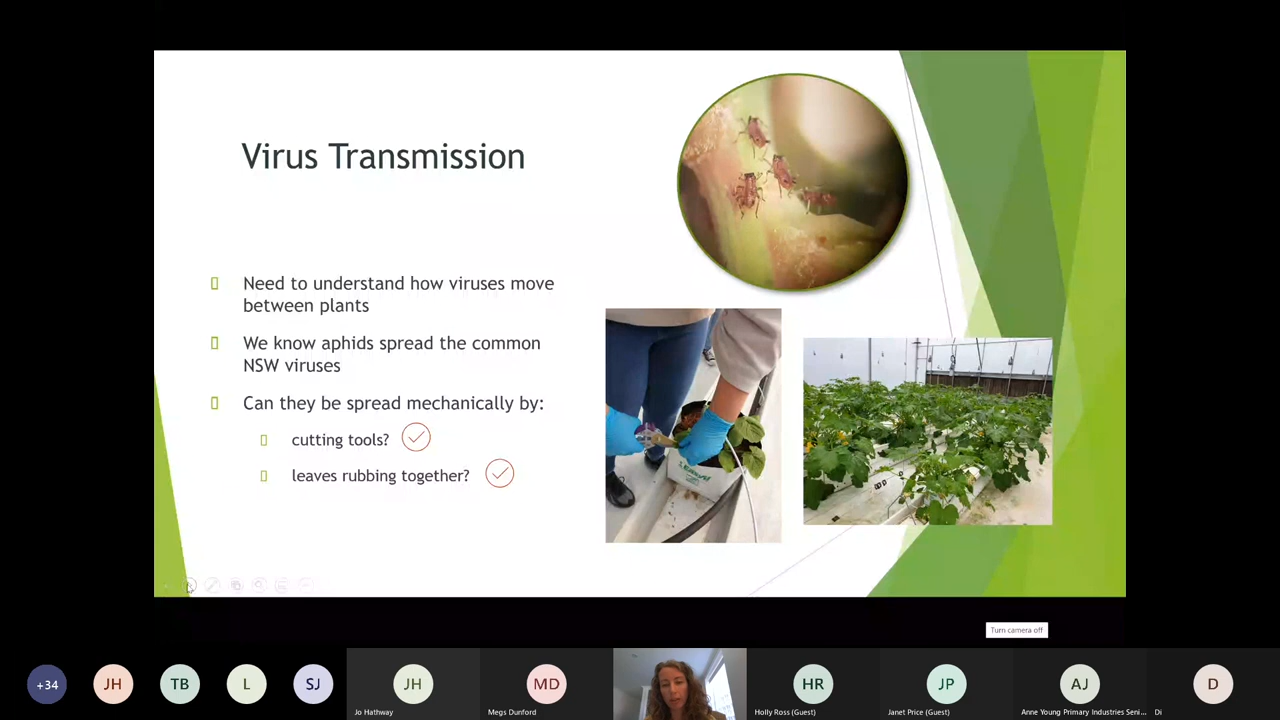 Virus Transmission
Need to understand how viruses move
between plants
We know aphids spread the common
NSW viruses
Can they be spread mechanically by:
cutting tools?
leaves rubbing together?
Turn camera off
+34
JH
TB
L
SJ
JH
MD
HR
JP
AJ
D
Jo Hathway
Megs Dunford
Holly Ross (Guest)
Janet Price (Guest)
Anne Young Primary Industries Seni...
Di